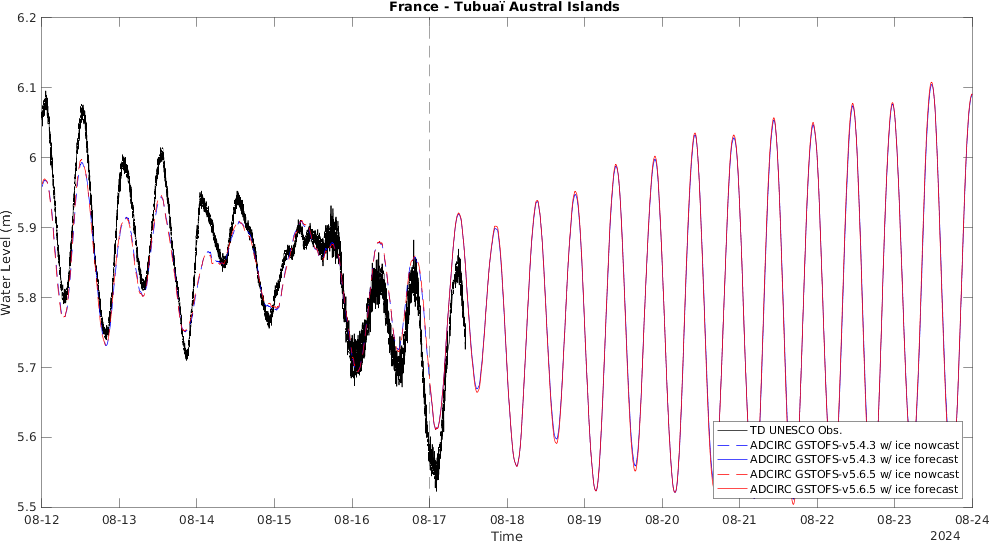 France - Tubuaï Austral Islands
6.2
6.1
6
5.9
5.8
5.7
5.6
5.5
Water Level (m)
TD UNESCO Obs.
ADCIRC GSTOFS-v5.4.3 w/ ice nowcast
ADCIRC GSTOFS-v5.4.3 w/ ice forecast
ADCIRC GSTOFS-v5.6.5 w/ ice nowcast
ADCIRC GSTOFS-v5.6.5 w/ ice forecast
08-12 08-13 08-14 08-15 08-16 08-17 08-18 08-19 08-20 08-21 08-22 08-23 08-24
Time
2024